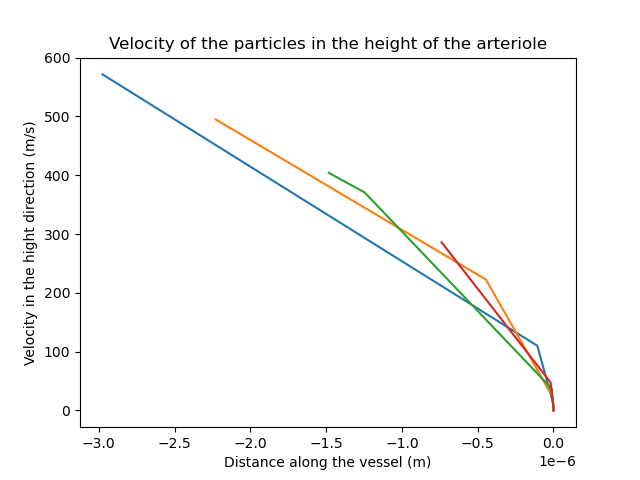 Velocity of the particles in the height of the arteriole
600
500
400
300
200
100
0
Velocity in the hight direction (m/s)
−3.0 −2.5 −2.0 −1.5 −1.0 −0.5 0.0
1e−6
Distance along the vessel (m)